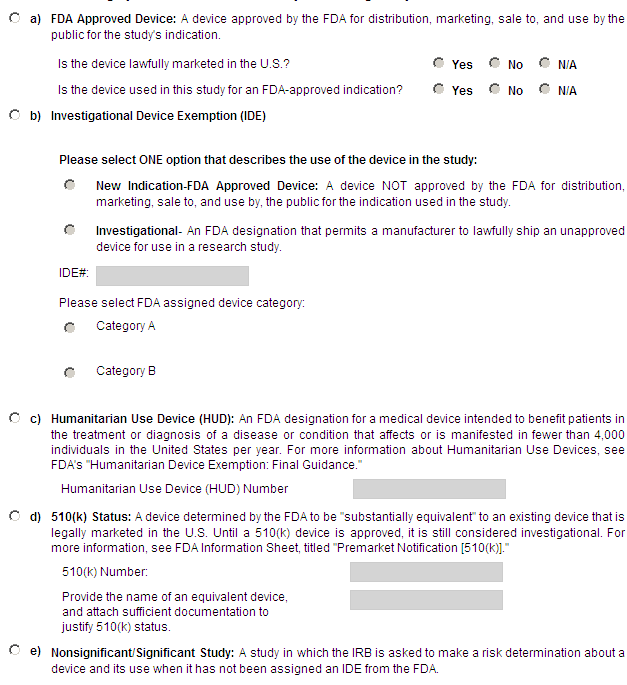 a) FDA Approved Device: A device approved by the FDA for distribution, marketing, sale to, and use by the
public for the study's indication.
Is the device lawfully marketed in the U.S.? Yes No N/A
Is the device used in this study for an FDA-approved indication? Yes No N/A
b) Investigational Device Exemption (IDE)
Please select ONE option that describes the use of the device in the study:
New Indication-FDA Approved Device: A device NOT approved by the FDA for distribution,
marketing, sale to, and use by, the public for the indication used in the study.
Investigational- An FDA designation that permits a manufacturer to lawfully ship an unapproved
device for use in a research study.
IDE#:
Please select FDA assigned device category:
Category A
Category B
c) Humanitarian Use Device (HUD): An FDA designation for a medical device intended to benefit patients in
the treatment or diagnosis of a disease or condition that affects or is manifested in fewer than 4,000
individuals in the United States per year. For more information about Humanitarian Use Devices, see
FDA's "Humanitarian Device Exemption: Final Guidance."
Humanitarian Use Device (HUD) Number
d) 510(k) Status: A device determined by the FDA to be "substantially equivalent" to an existing device that is
legally marketed in the U.S. Until a 510(k) device is approved, it is still considered investigational. For
more information, see FDA Information Sheet, titled "Premarket Notification [510(k)]."
510(k) Number:
Provide the name of an equivalent device,
and attach sufficient documentation to
justify 510(k) status.
e) Nonsignificant/Significant Study: A study in which the IRB is asked to make a risk determination about a
device and its use when it has not been assigned an IDE from the FDA.